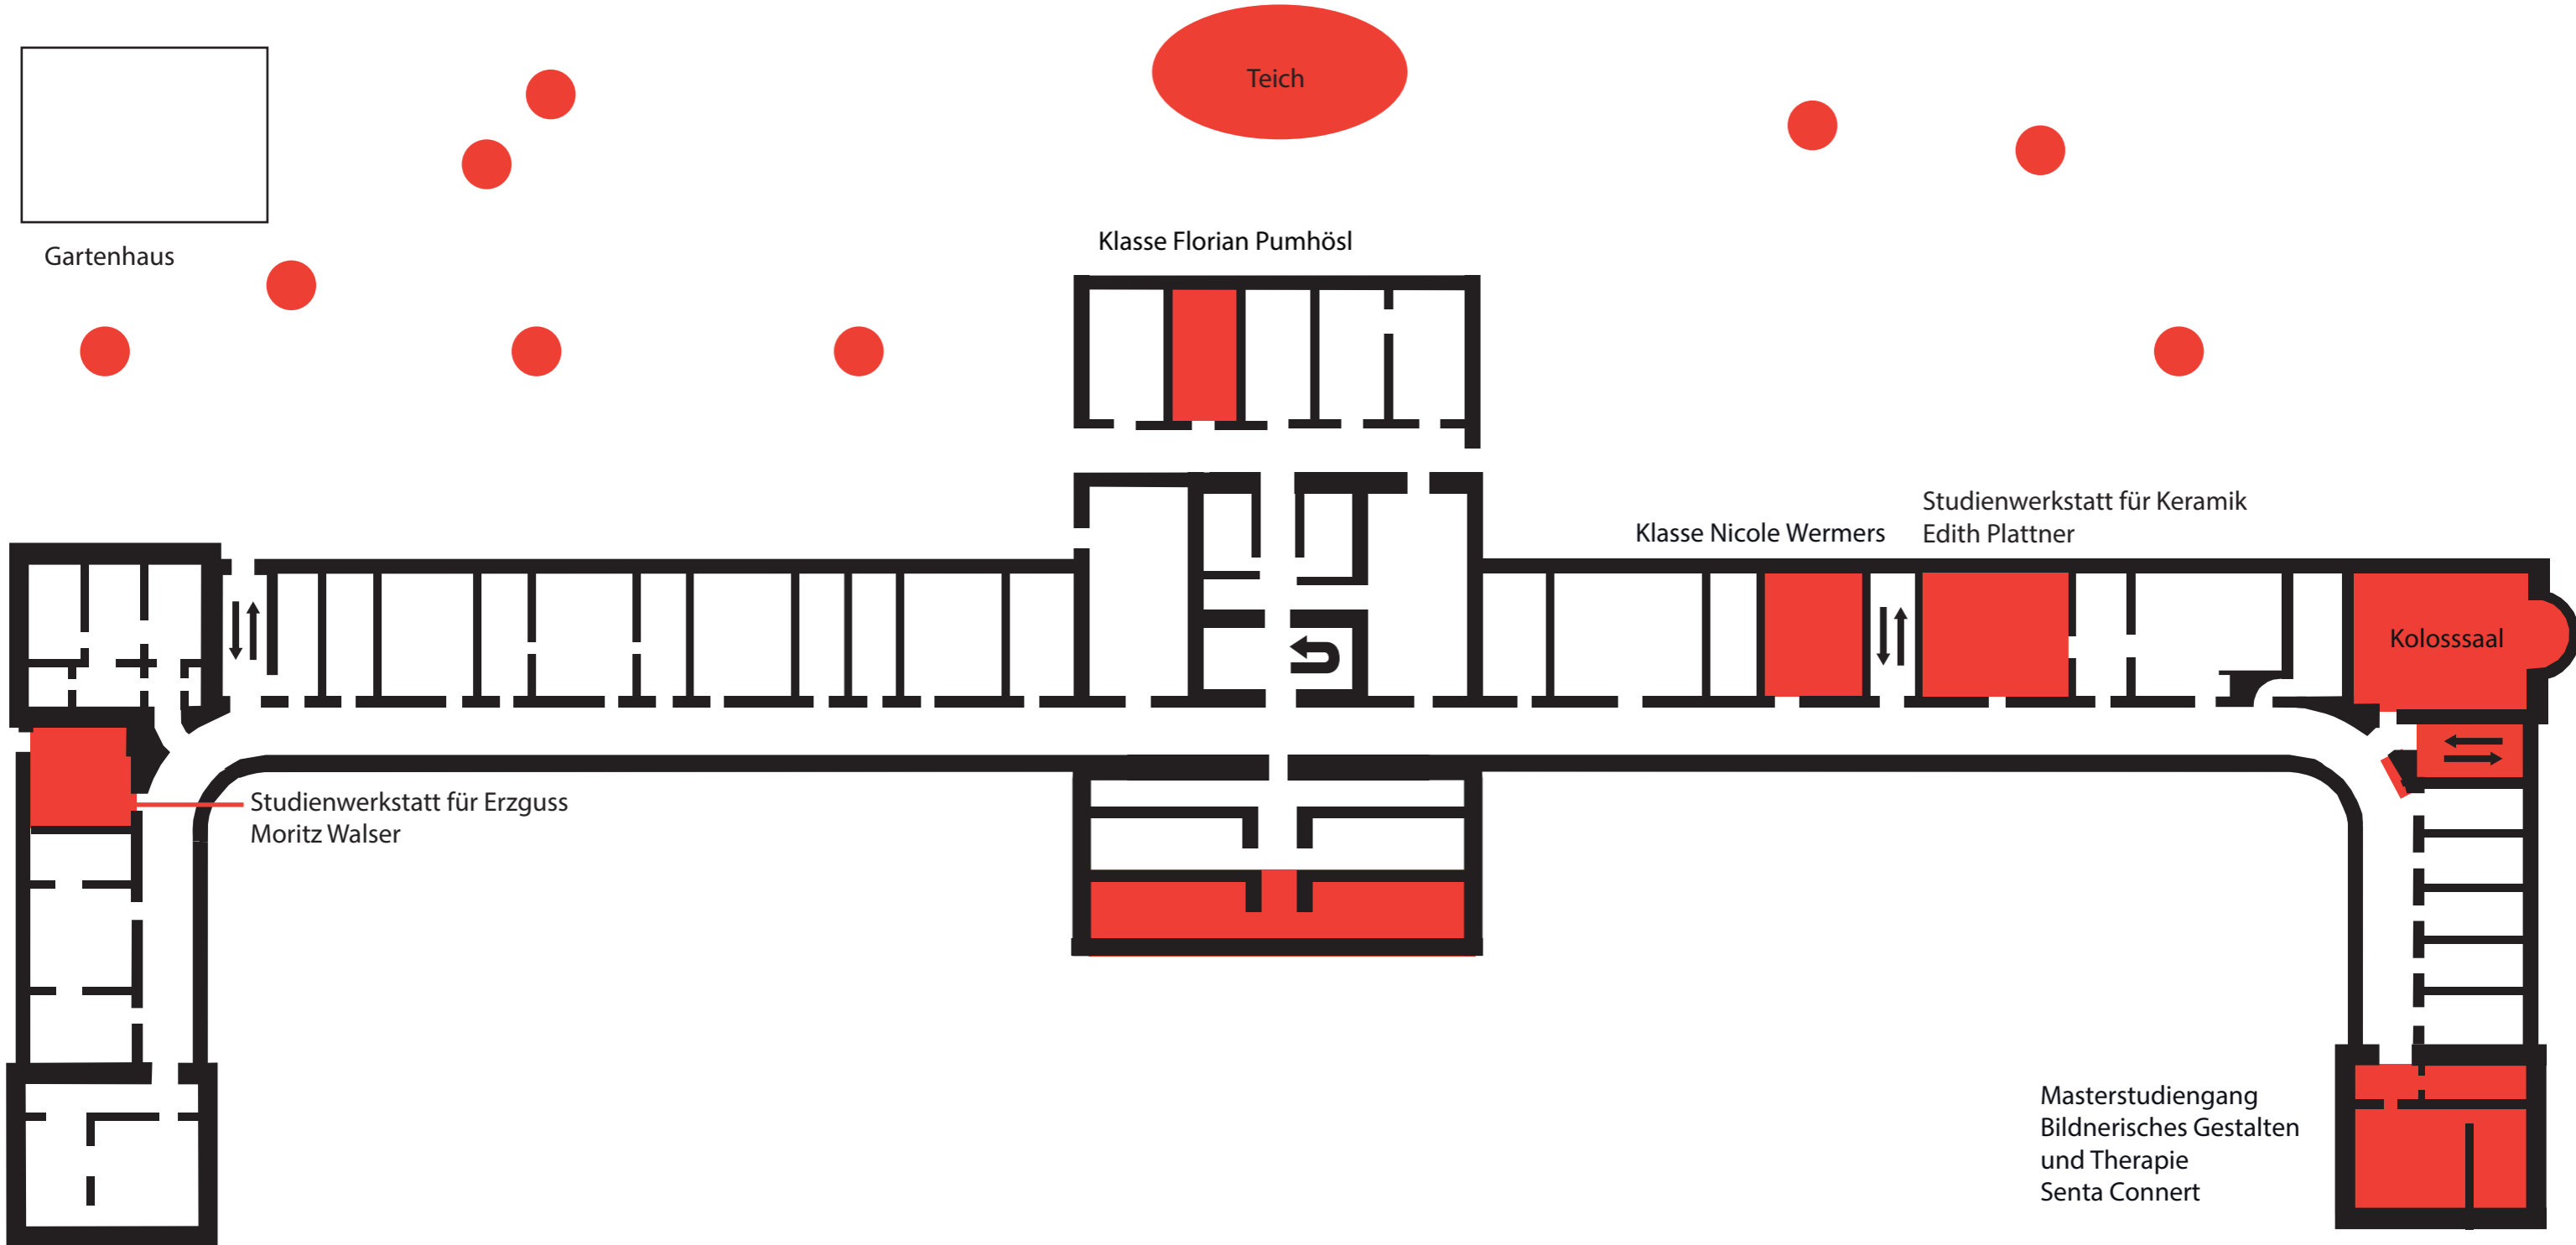 Teich
Gartenhaus
Klasse Florian Pumhösl
Klasse Nicole Wermers
Studienwerkstatt für Keramik
Edith Plattner
Kolosssaal
Studienwerkstatt für Erzguss
Moritz Walser
Masterstudiengang
Bildnerisches Gestalten
und Therapie
Senta Connert